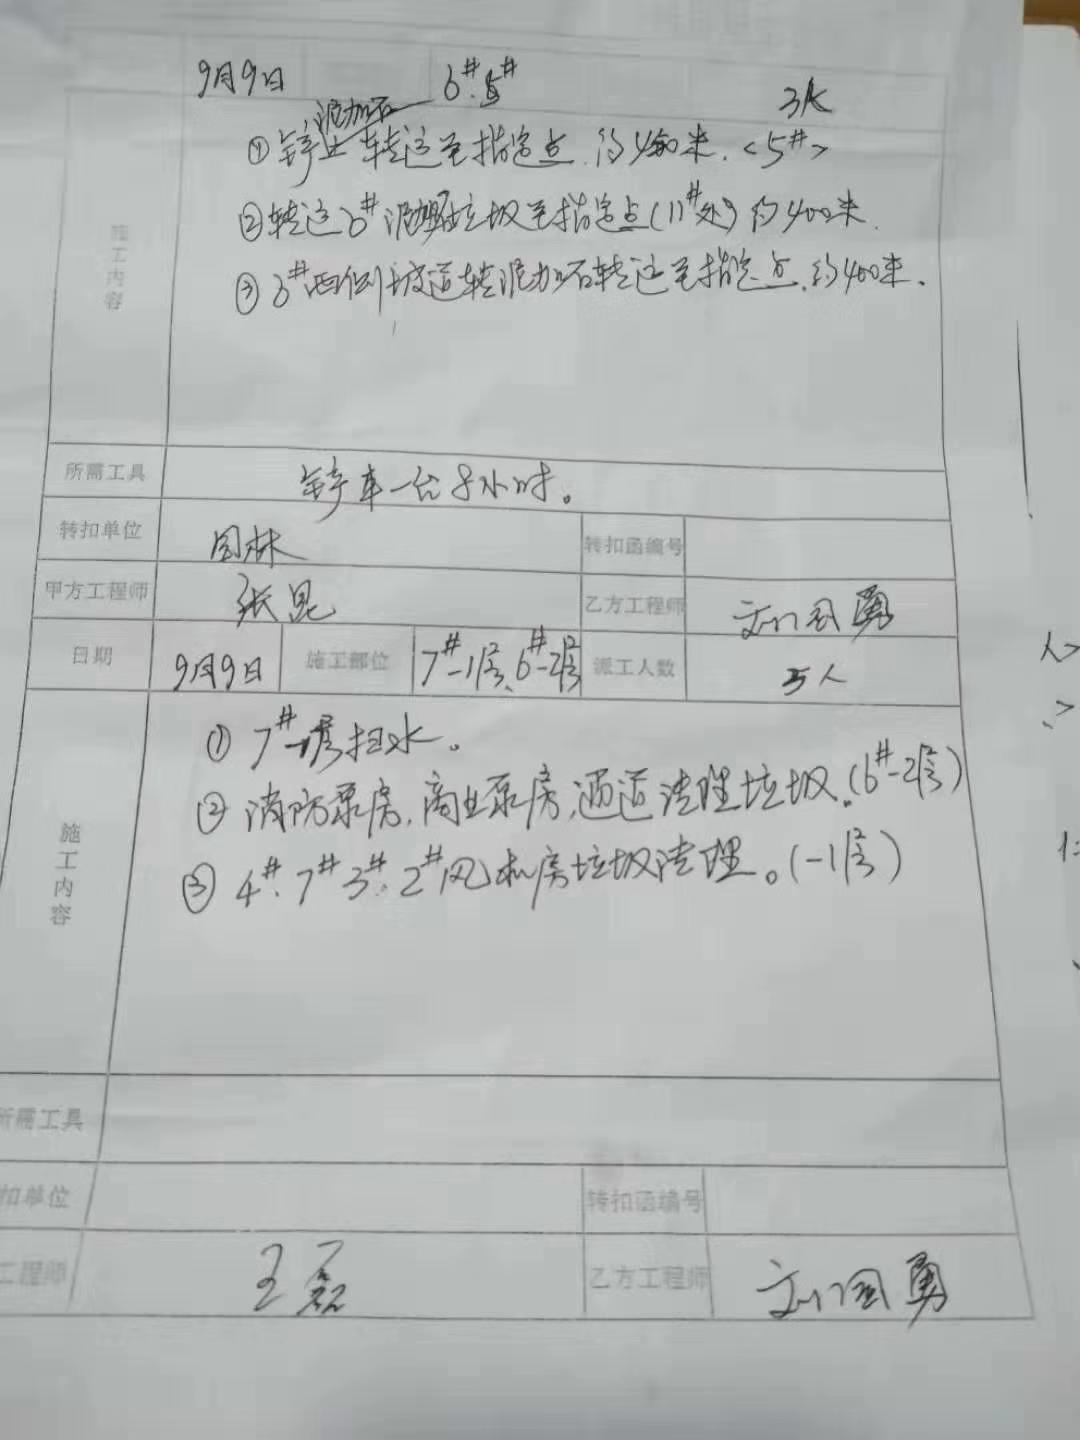 9月9日 6#.5# 3人
泥加石
①铲土转运至指定点.约400米.<5#>
②转运6#泥加石垃圾至指定点(11#处)约400米.
③6#西侧坡道转泥加石转运至指定点.约400米.
施工内容
所需工具 铲车一台8小时。
转扣单位 园林 转扣函编号
甲方工程师 张昆 乙方工程师 刘国勇
日期 9月9日 施工部位 7#-1层、6#-2层 派工人数 5人
①7#-1层扫水。
②消防泵房,商业泵房,通道清理垃圾.(6#-2层)
③4#.7#3#.2#风机房垃圾清理。(-1层)
施工内容
所需工具
扣单位 转扣函编号
工程师 王磊 乙方工程师 刘国勇